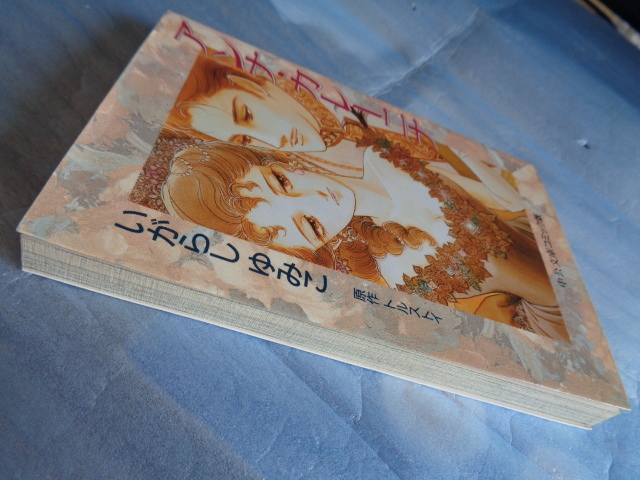 アンナ・カレーニナ
いがらしゆみこ
原作 トルストイ